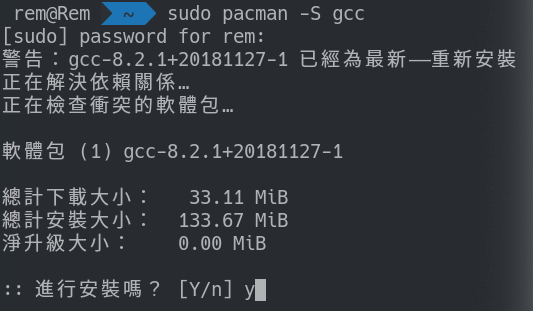 rem@Rem ~ sudo pacman -S gcc
[sudo] password for rem:
警告：gcc-8.2.1+20181127-1 已經為最新——重新安裝
正在解決依賴關係…
正在檢查衝突的軟體包…
軟體包 (1) gcc-8.2.1+20181127-1
總計下載大小： 33.11 MiB
總計安裝大小： 133.67 MiB
淨升級大小： 0.00 MiB
:: 進行安裝嗎？ [Y/n] y